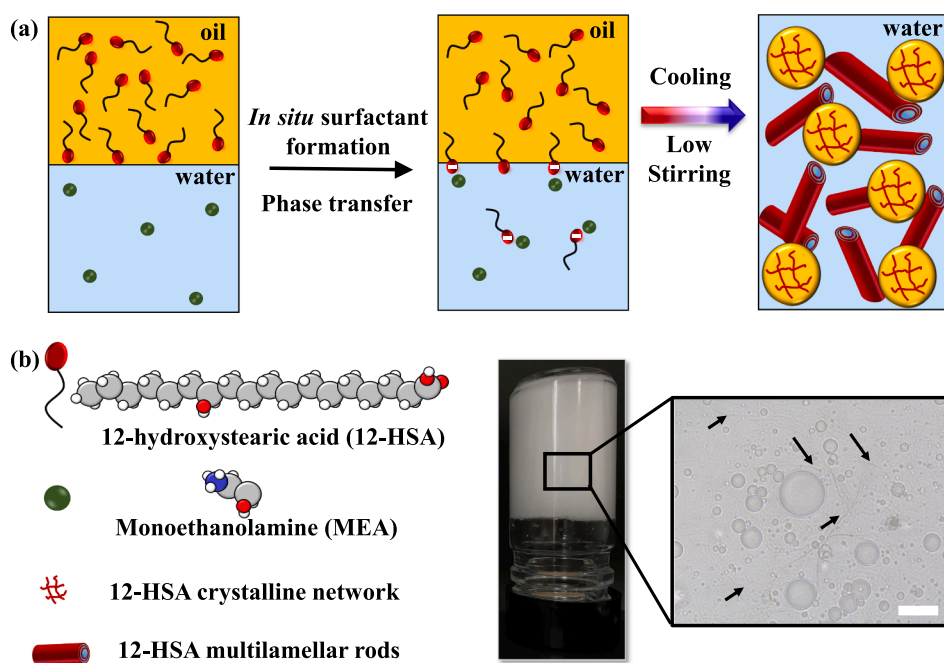 (a)
oil
water
In situ surfactant
formation
Phase transfer
oil
water
Cooling
Low
Stirring
water
(b)
12-hydroxystearic acid (12-HSA)
Monoethanolamine (MEA)
12-HSA crystalline network
12-HSA multilamellar rods